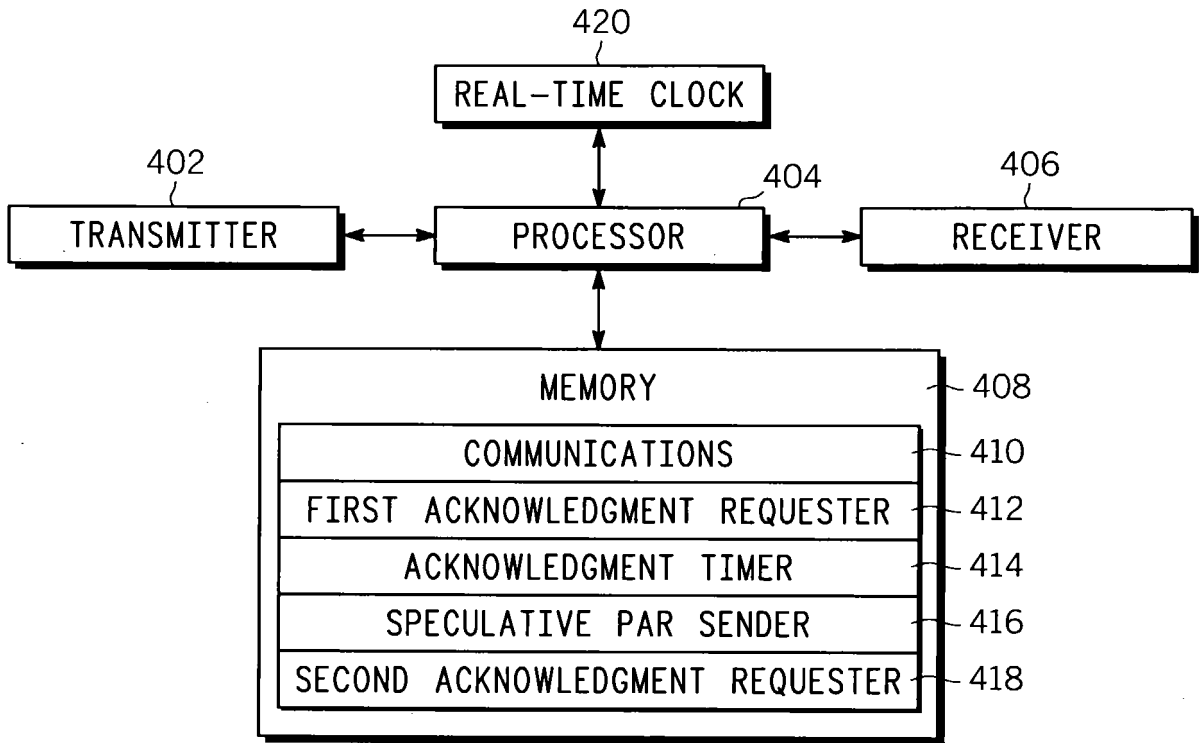 420
REAL-TIME CLOCK
402
404
406
TRANSMITTER
PROCESSOR
RECEIVER
MEMORY
408
COMMUNICATIONS
410
FIRST ACKNOWLEDGMENT REQUESTER
412
ACKNOWLEDGMENT TIMER
414
SPECULATIVE PAR SENDER
416
SECOND ACKNOWLEDGMENT REQUESTER
418